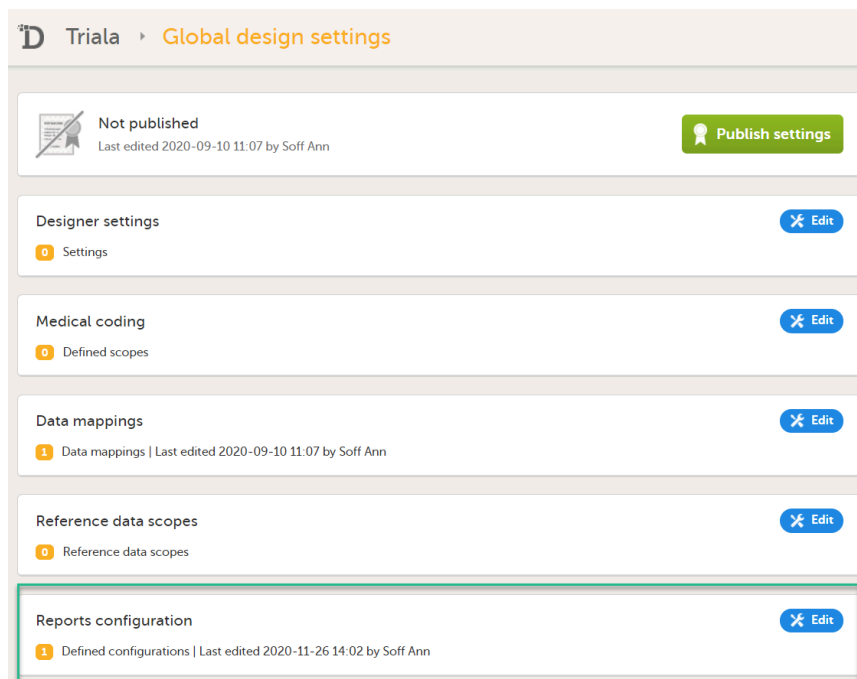 D Triala Global design settings
Not published
Last edited 2020-09-10 11:07 by Soff Ann
Publish settings
Designer settings
Edit
0 Settings
Medical coding
Edit
0 Defined scopes
Data mappings
Edit
1 Data mappings | Last edited 2020-09-10 11:07 by Soff Ann
Reference data scopes
Edit
0 Reference data scopes
Reports configuration
Edit
1 Defined configurations | Last edited 2020-11-26 14:02 by Soff Ann